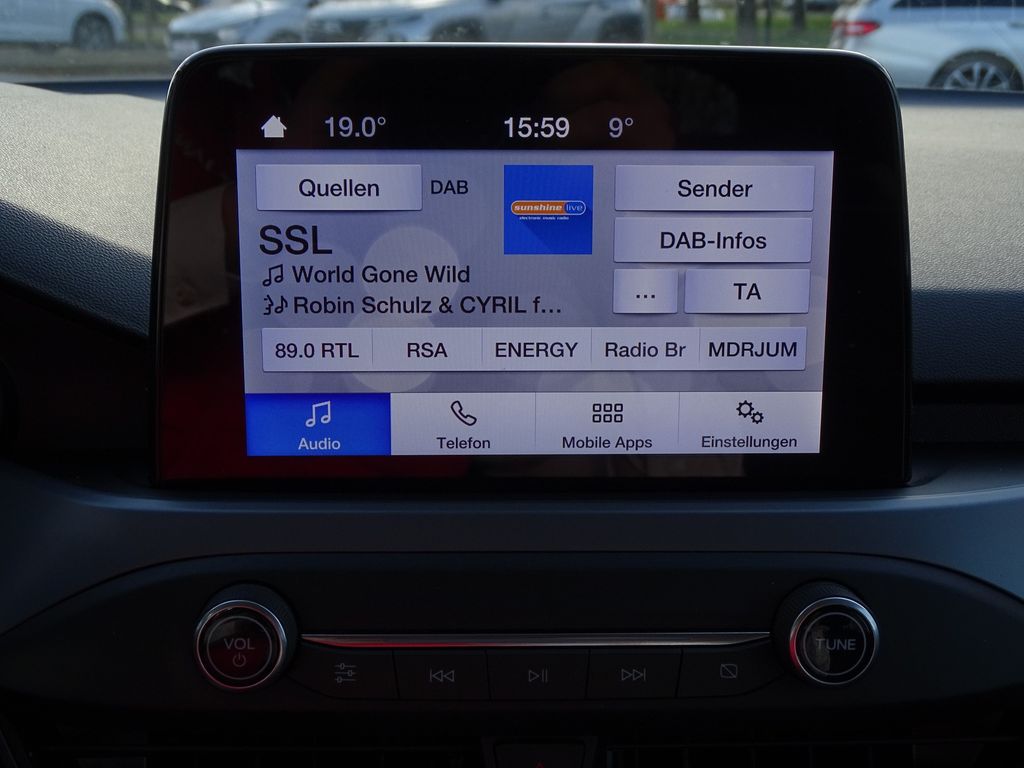 19.0° 15:59 9°
Quellen DAB sunshine live Sender
electronic music radio
SSL DAB-Infos
World Gone Wild
... TA
Robin Schulz & CYRIL f...
89.0 RTL RSA ENERGY Radio Br MDRJUM
Audio Telefon Mobile Apps Einstellungen
VOL TUNE